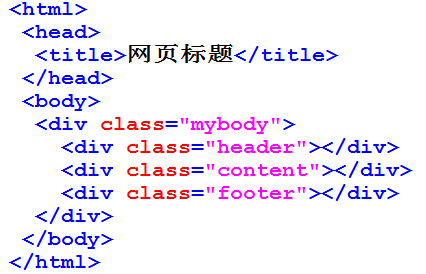 <html>
<head>
<title>网页标题</title>
</head>
<body>
<div class="mybody">
<div class="header"></div>
<div class="content"></div>
<div class="footer"></div>
</div>
</body>
</html>